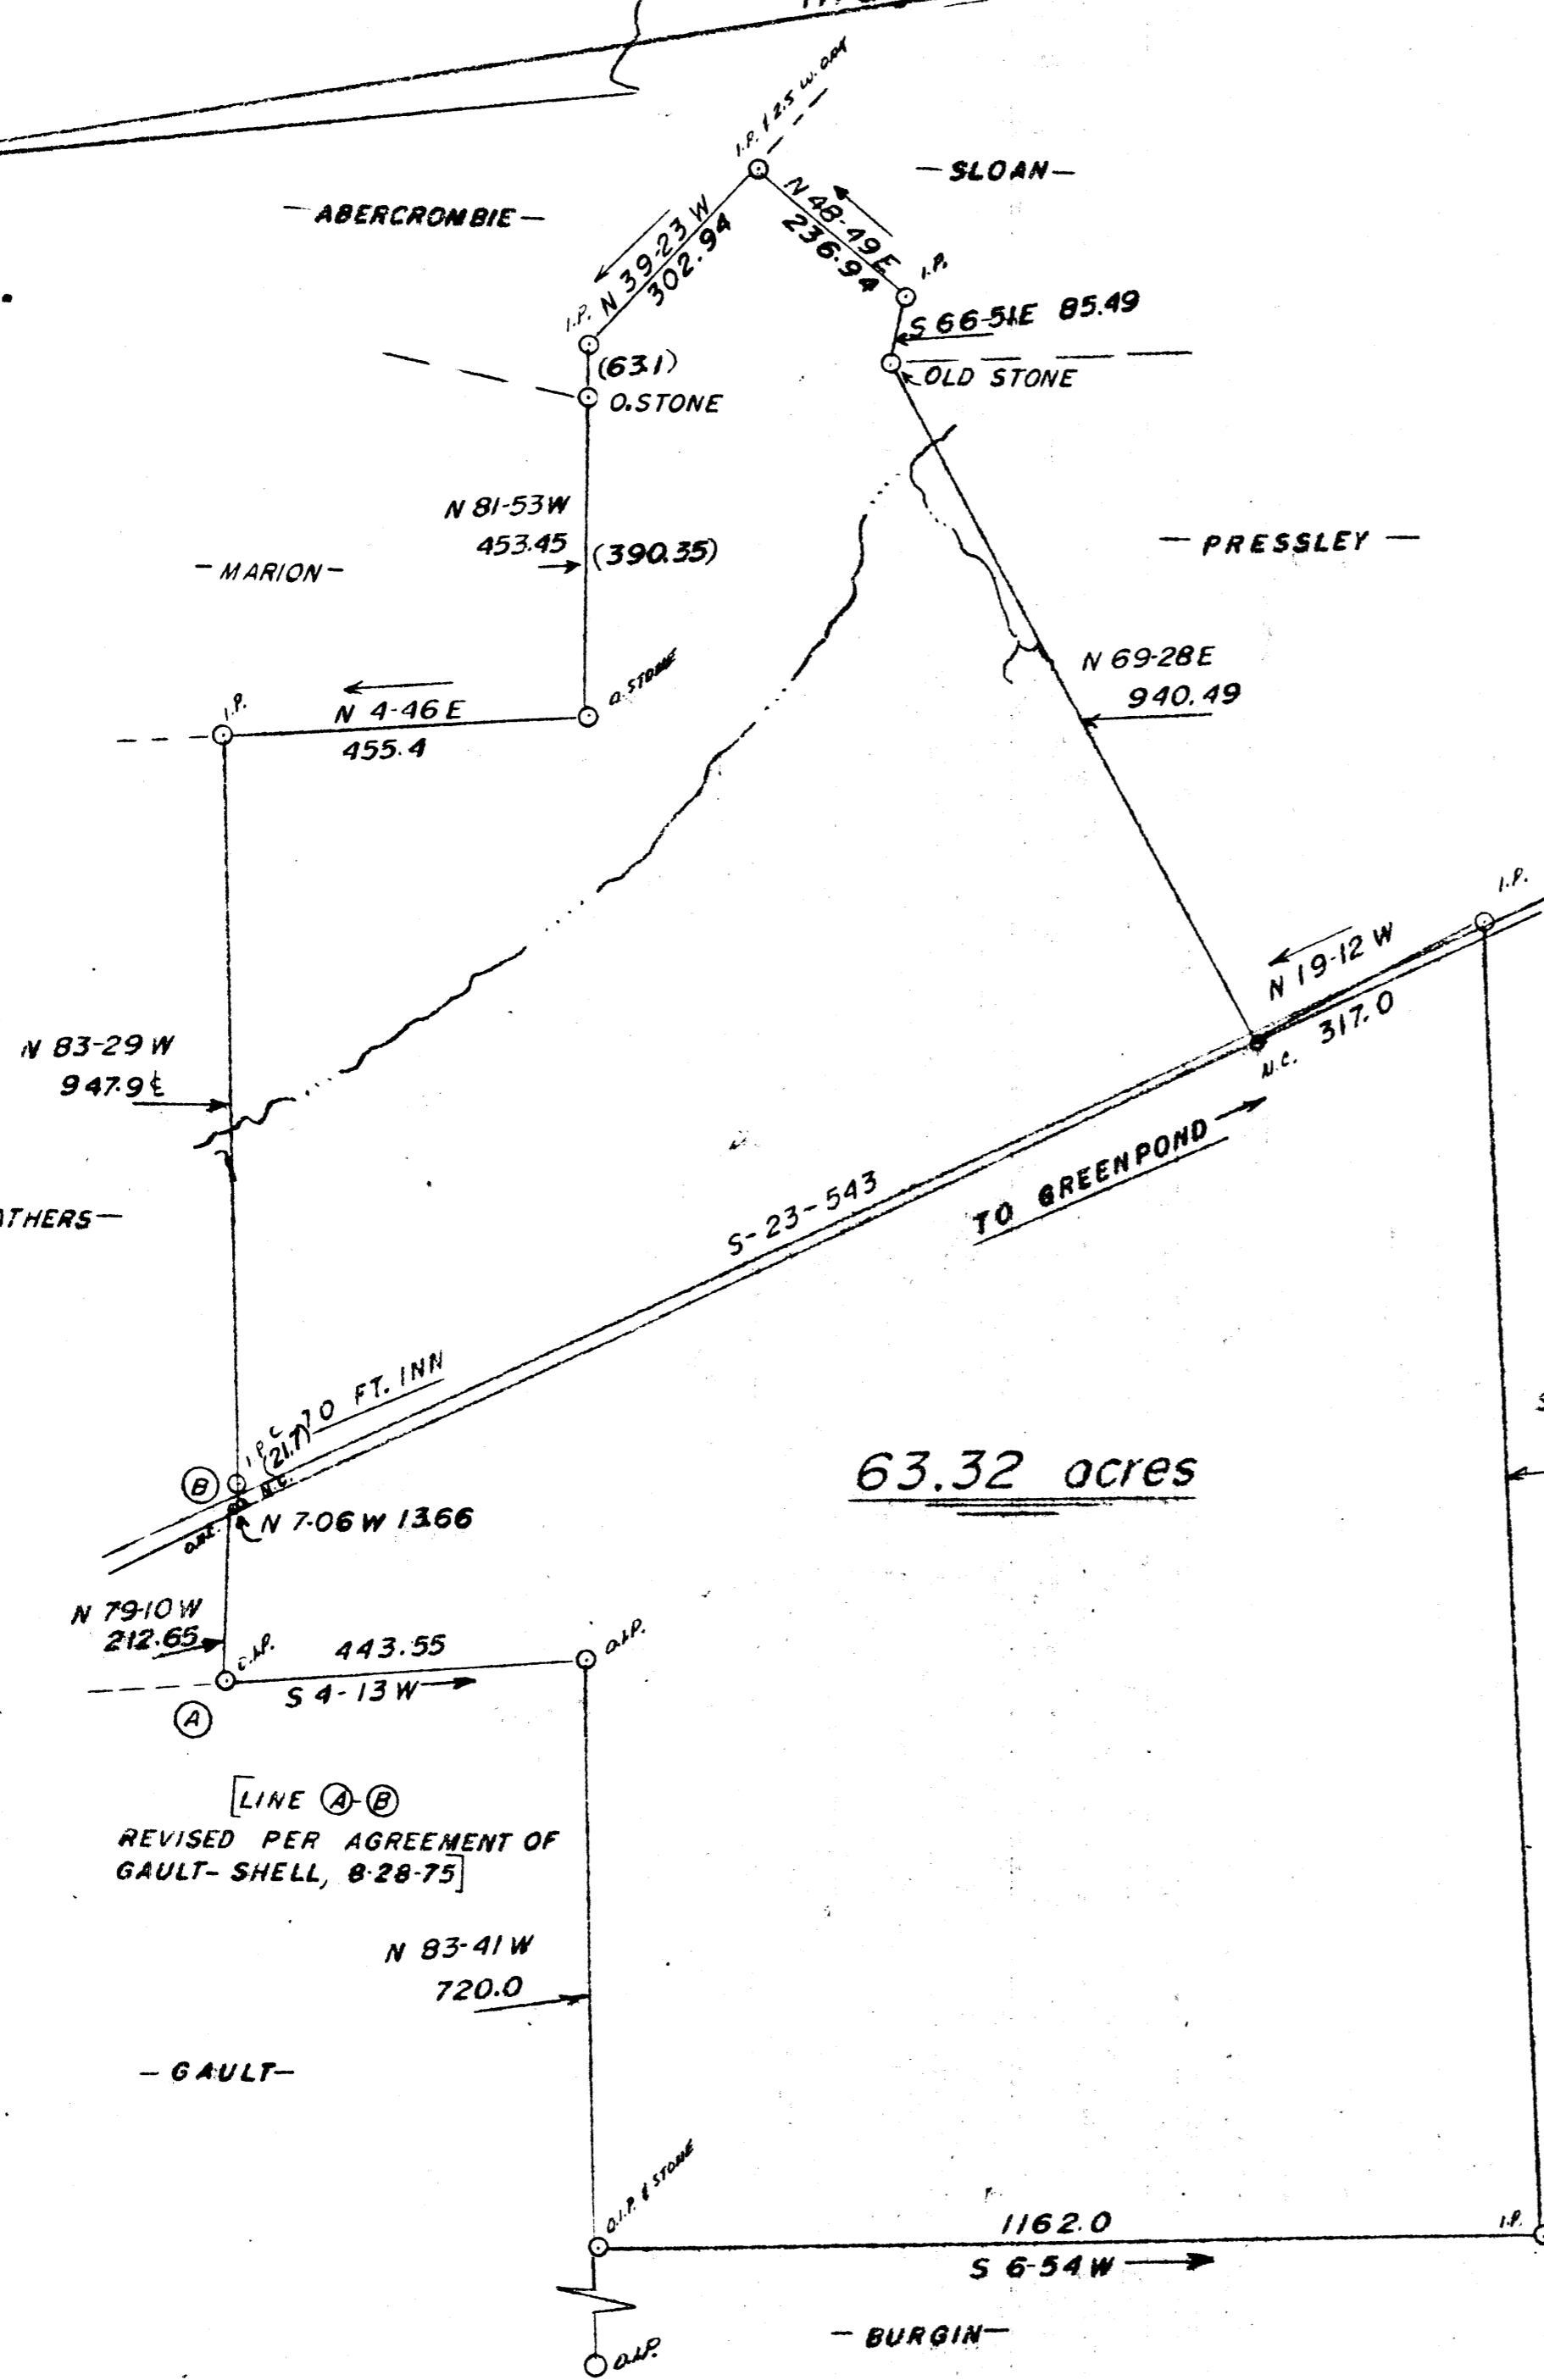 I.P. & 2.5 W. OAK
— SLOAN —
— ABERCROMBIE —
N 48-49 E
236.94
N 39-23 W
302.94
I.P.
I.P.
S 66-51 E 85.49
(63.1)
OLD STONE
O. STONE
N 81-53 W
453.45
(390.35)
— PRESSLEY —
— MARION —
N 69-28 E
940.49
O. STONE
I.P.
N 4-46 E
455.4
I.P.
N 19-12 W
317.0
N.C.
N 83-29 W
947.9 ℄
TO GREENPOND
S-23-543
ATHERS —
70 FT. INN
I.P.
(21.7)
N.C.
B
63.32 acres
N 7-06 W 13.66
N 79-10 W
212.65
O.I.P.
443.55
O.I.P.
S 4-13 W
A
[LINE A-B
REVISED PER AGREEMENT OF
GAULT-SHELL, 8-28-75]
N 83-41 W
720.0
— GAULT —
O.I.P. & STONE
1162.0
I.P.
S 6-54 W
— BURGIN —
O.I.P.